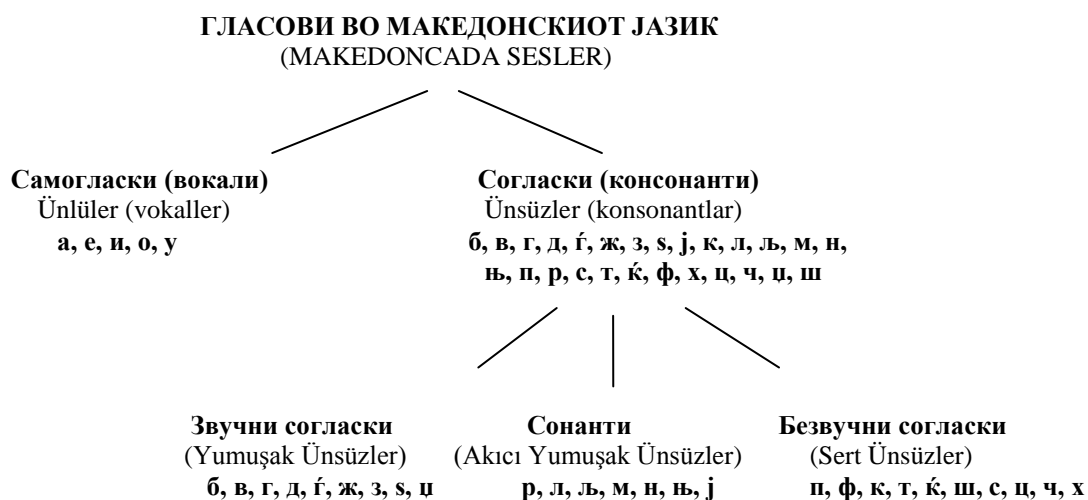 ГЛАСОВИ ВО МАКЕДОНСКИОТ ЈАЗИК
(MAKEDONCADA SESLER)
Самогласки (вокали)
Ünlüler (vokaller)
а, е, и, о, у
Согласки (консонанти)
Ünsüzler (konsonantlar)
б, в, г, д, ѓ, ж, з, ѕ, ј, к, л, љ, м, н,
њ, п, р, с, т, ќ, ф, х, ц, ч, џ, ш
Звучни согласки
(Yumuşak Ünsüzler)
б, в, г, д, ѓ, ж, з, ѕ, џ
Сонанти
(Akıcı Yumuşak Ünsüzler)
р, л, љ, м, н, њ, ј
Безвучни согласки
(Sert Ünsüzler)
п, ф, к, т, ќ, ш, с, ц, ч, х